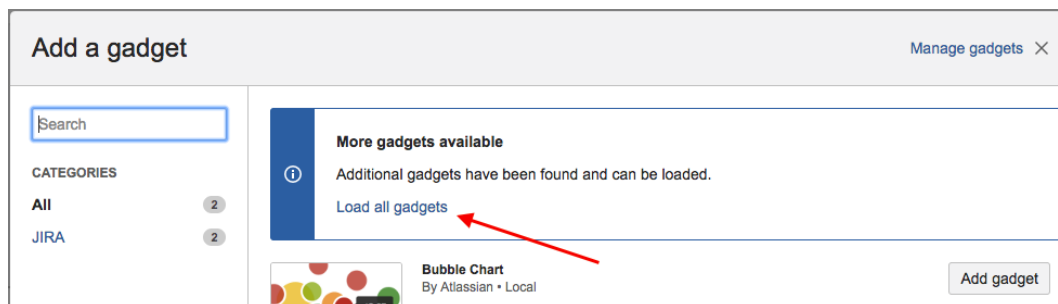 Add a gadget
Manage gadgets
Search
CATEGORIES
All 2
JIRA 2
More gadgets available
Additional gadgets have been found and can be loaded.
Load all gadgets
Bubble Chart
By Atlassian • Local
Add gadget